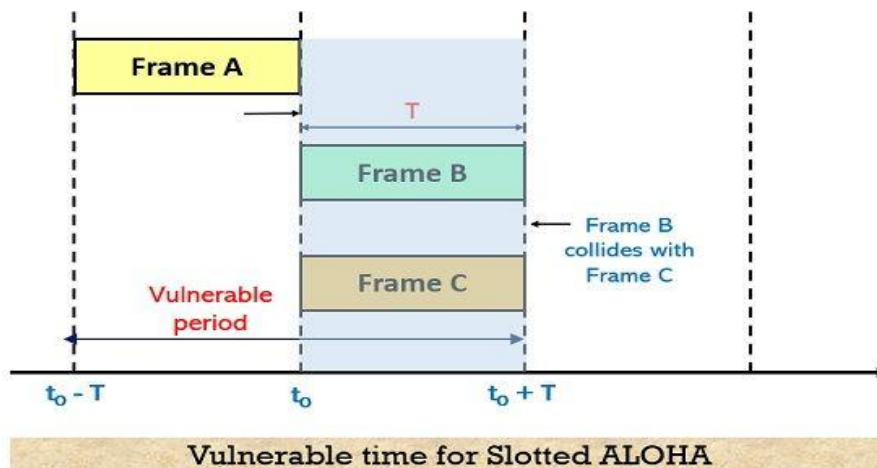 Frame A
T
Frame B
Frame B
collides with
Frame C
Frame C
Vulnerable
period
t₀ - T
t₀
t₀ + T
Vulnerable time for Slotted ALOHA